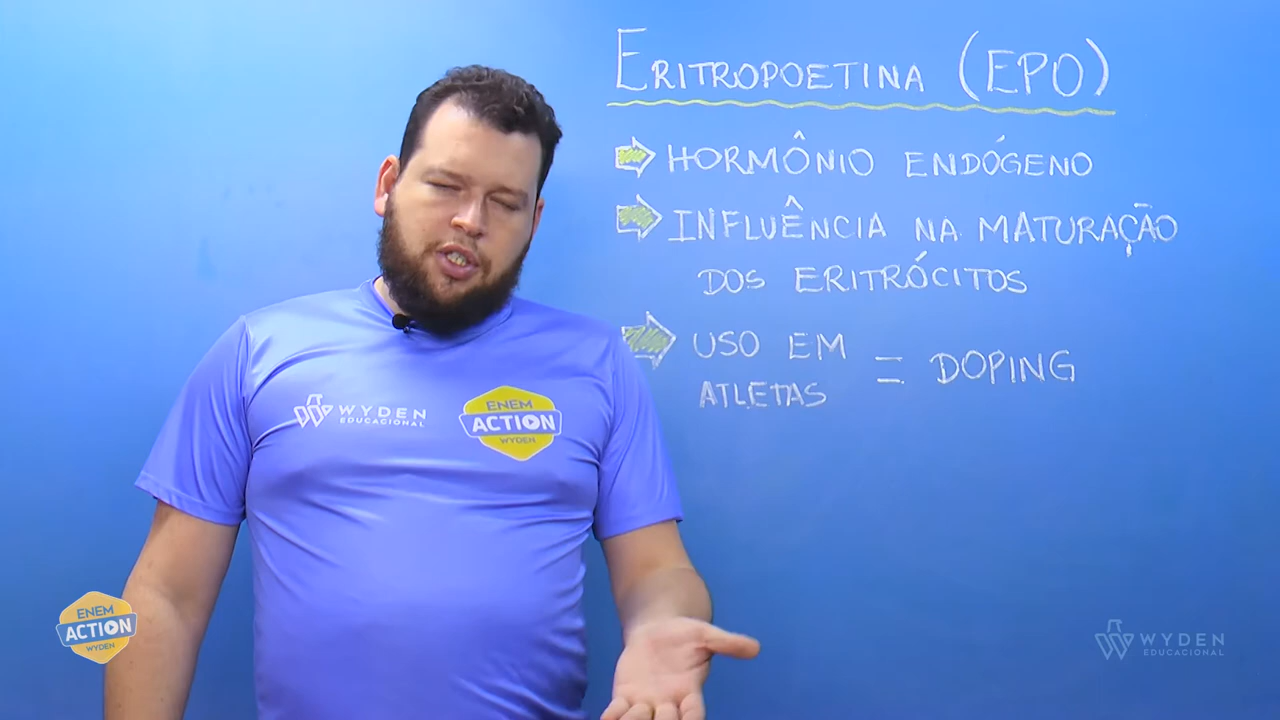 ERITROPOETINA (EPO)
HORMÔNIO ENDÓGENO
INFLUÊNCIA NA MATURAÇÃO
DOS ERITRÓCITOS
USO EM
ATLETAS = DOPING
WYDEN
EDUCACIONAL
ENEM
ACTION
WYDEN
ENEM
ACTION
WYDEN
WYDEN
EDUCACIONAL